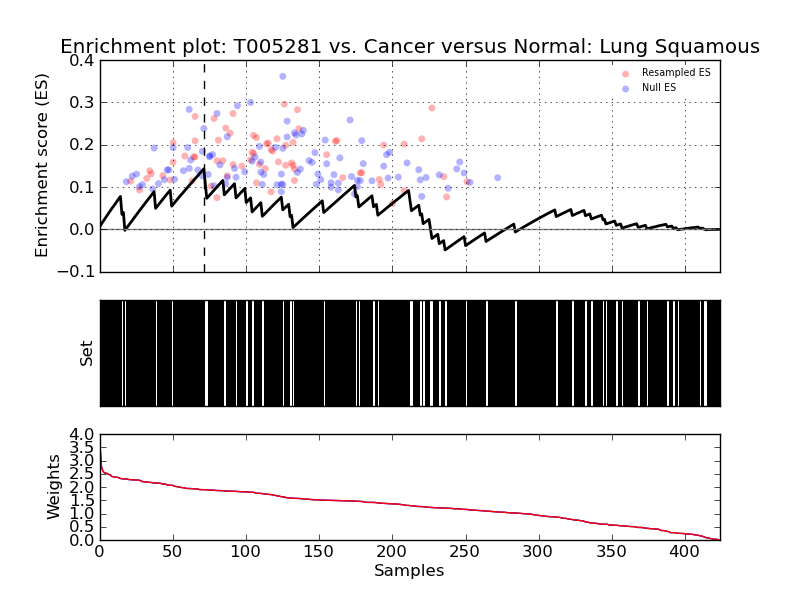 Enrichment plot: T005281 vs. Cancer versus Normal: Lung Squamous
0.4
0.3
0.2
0.1
0.0
−0.1
Enrichment score (ES)
Resampled ES
Null ES
Set
4.0
3.5
3.0
2.5
2.0
1.5
1.0
0.5
0.0
Weights
0 50 100 150 200 250 300 350 400
Samples